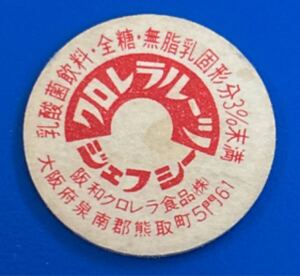 乳酸菌飲料・全糖・無脂乳固形分3%未満
クロレラルーツ
ジェフシー
阪和クロレラ食品(株)
大阪府泉南郡熊取町5門61